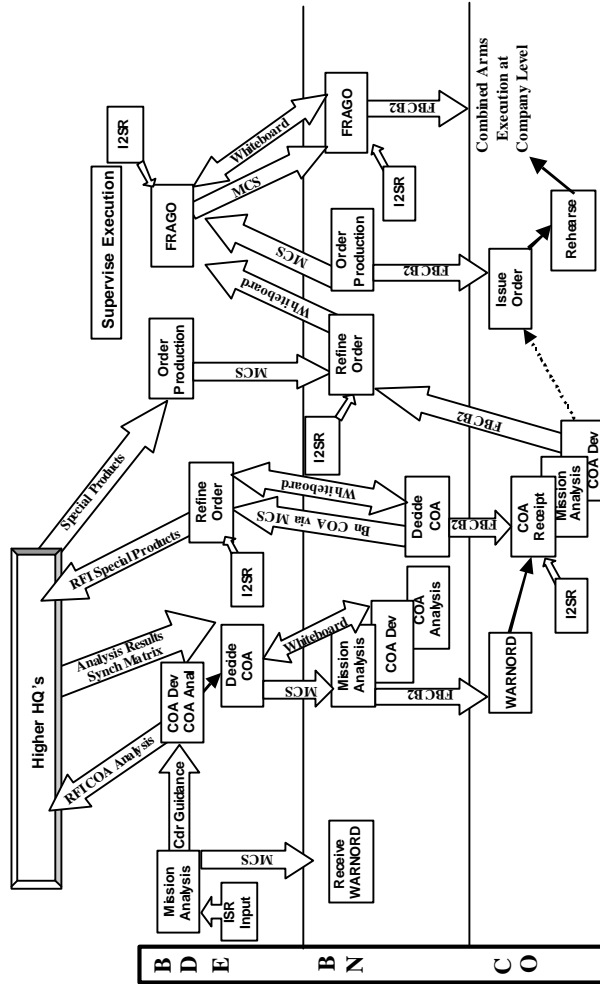 Higher HQ's
Supervise Execution
RFI COA Analysis
Analysis Results
Synch Matrix
RFI Special Products
Special Products
B
D
E
Mission
Analysis
ISR
Input
Cdr Guidance
COA Dev
COA Anal
Decide
COA
MCS
MCS
Whiteboard
Refine
Order
I2SR
Bn COA via MCS
Whiteboard
Order
Production
MCS
Whiteboard
MCS
FRAGO
I2SR
MCS
Whiteboard
B
N
Receive
WARNORD
Mission
Analysis
COA Dev
COA
Analysis
FBCB2
Decide
COA
FBCB2
I2SR
Refine
Order
FBCB2
Order
Production
FBCB2
I2SR
FRAGO
FBCB2
C
O
WARNORD
COA
Receipt
Mission
Analysis
COA Dev
I2SR
Issue
Order
Rehearse
Combined Arms
Execution at
Company Level